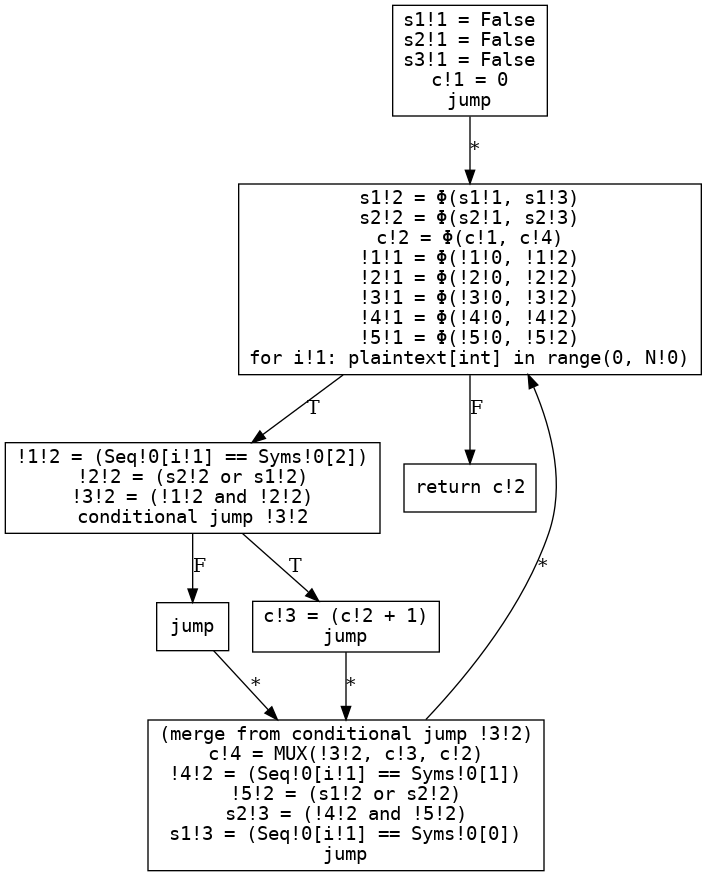 s1!1 = False
s2!1 = False
s3!1 = False
c!1 = 0
jump
*
s1!2 = Φ(s1!1, s1!3)
s2!2 = Φ(s2!1, s2!3)
c!2 = Φ(c!1, c!4)
!1!1 = Φ(!1!0, !1!2)
!2!1 = Φ(!2!0, !2!2)
!3!1 = Φ(!3!0, !3!2)
!4!1 = Φ(!4!0, !4!2)
!5!1 = Φ(!5!0, !5!2)
for i!1: plaintext[int] in range(0, N!0)
T
F
!1!2 = (Seq!0[i!1] == Syms!0[2])
!2!2 = (s2!2 or s1!2)
!3!2 = (!1!2 and !2!2)
conditional jump !3!2
return c!2
F
T
*
jump
c!3 = (c!2 + 1)
jump
*
*
(merge from conditional jump !3!2)
c!4 = MUX(!3!2, c!3, c!2)
!4!2 = (Seq!0[i!1] == Syms!0[1])
!5!2 = (s1!2 or s2!2)
s2!3 = (!4!2 and !5!2)
s1!3 = (Seq!0[i!1] == Syms!0[0])
jump